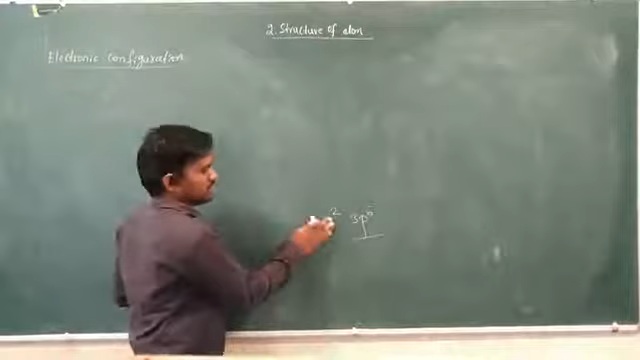 2. Structure of atom
Electronic configuration
2 3p6